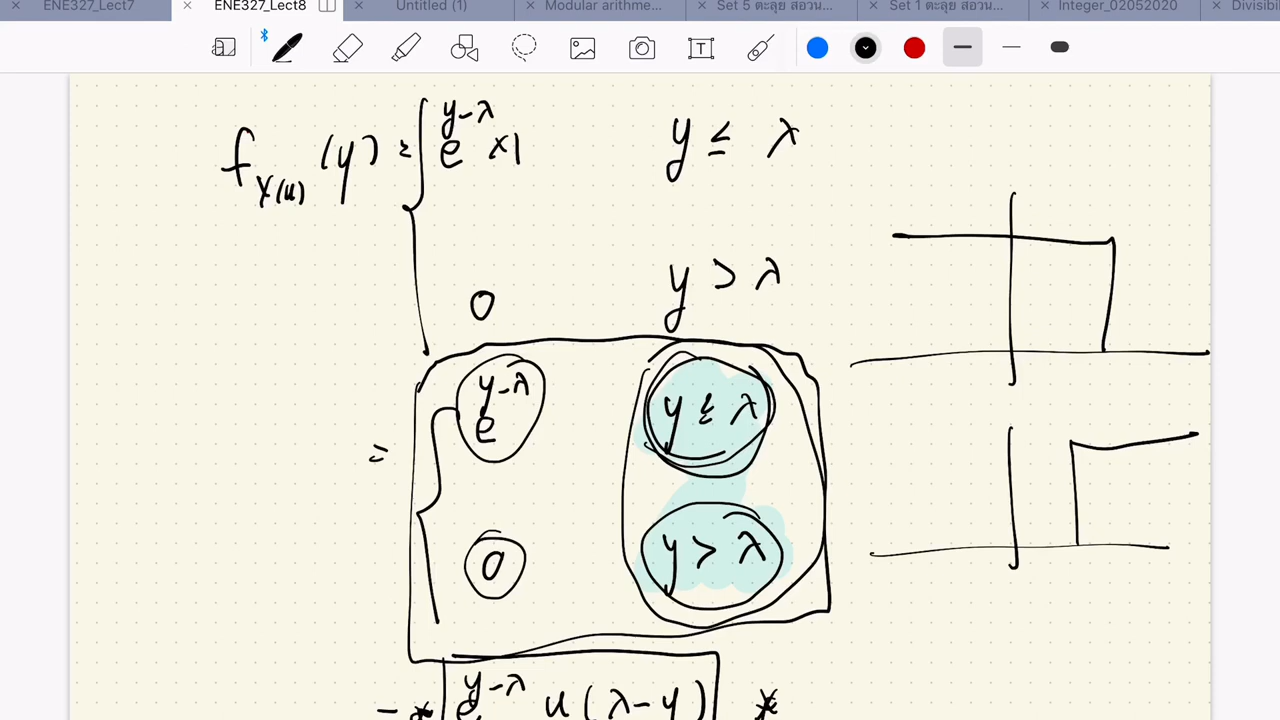 ENE327_Lect7 × ENE327_Lect8 × Untitled (1) × Modular arithme... × Set 5 ตะลุย สอวน... × Set 1 ตะลุย สอวน... × Integer_02052020 × Divisibi
f_{X(u)} (y) = { e^{y-λ} ×1 y ≤ λ
0 y > λ
= { e^{y-λ} y ≤ λ
0 y > λ
= * e^{y-λ} u(λ-y) *